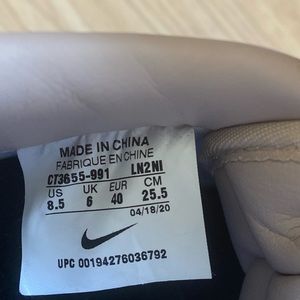 MADE IN CHINA
FABRIQUE EN CHINE
CT3655-991 LN2NI
US UK EUR CM
8.5 6 40 25.5
04/18/20
UPC 00194276036792